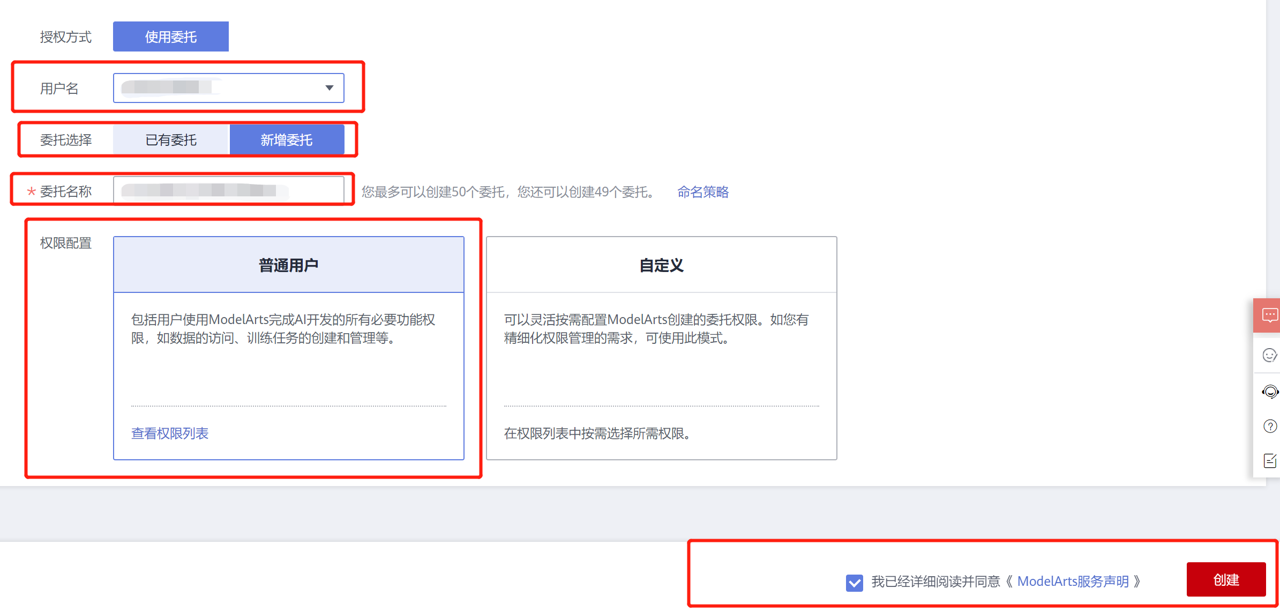 授权方式 使用委托
用户名
委托选择 已有委托 新增委托
* 委托名称 您最多可以创建50个委托，您还可以创建49个委托。 命名策略
权限配置
普通用户
包括用户使用ModelArts完成AI开发的所有必要功能权
限，如数据的访问、训练任务的创建和管理等。
查看权限列表
自定义
可以灵活按需配置ModelArts创建的委托权限。如您有
精细化权限管理的需求，可使用此模式。
在权限列表中按需选择所需权限。
我已经详细阅读并同意《 ModelArts服务声明 》 创建